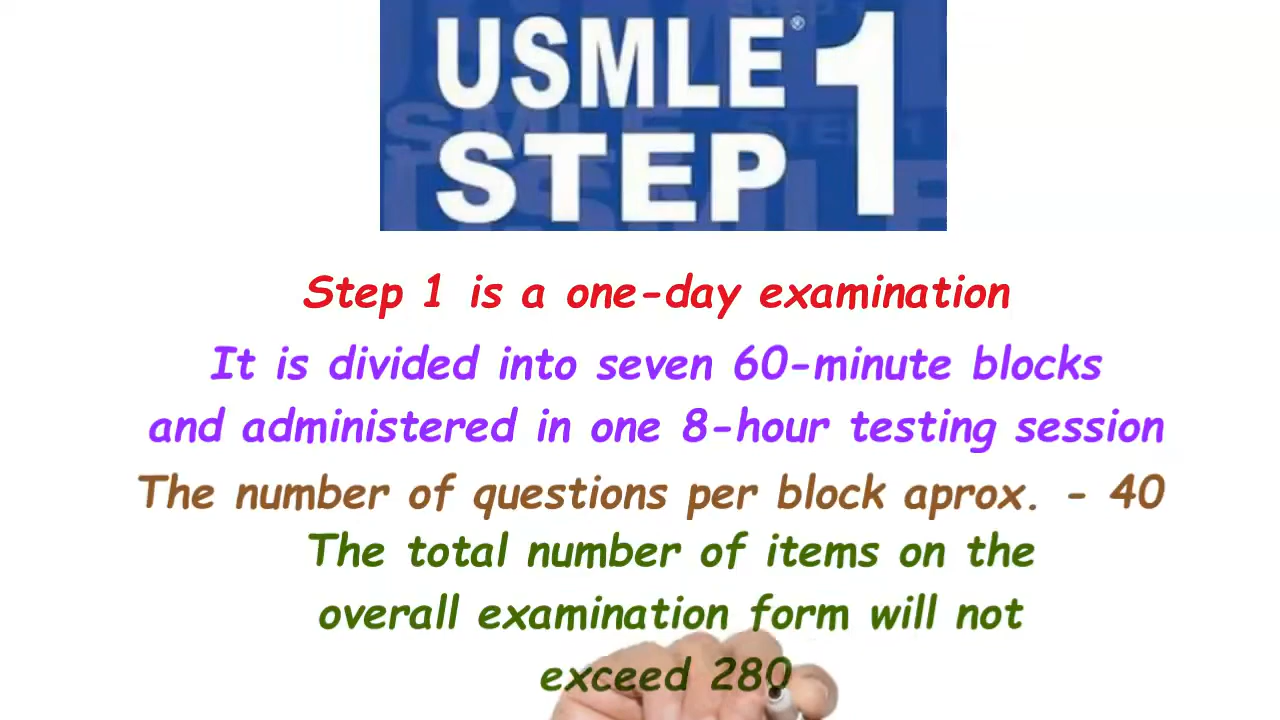 USMLE® 1
STEP
Step 1 is a one-day examination
It is divided into seven 60-minute blocks
and administered in one 8-hour testing session
The number of questions per block aprox. - 40
The total number of items on the
overall examination form will not
exceed 280